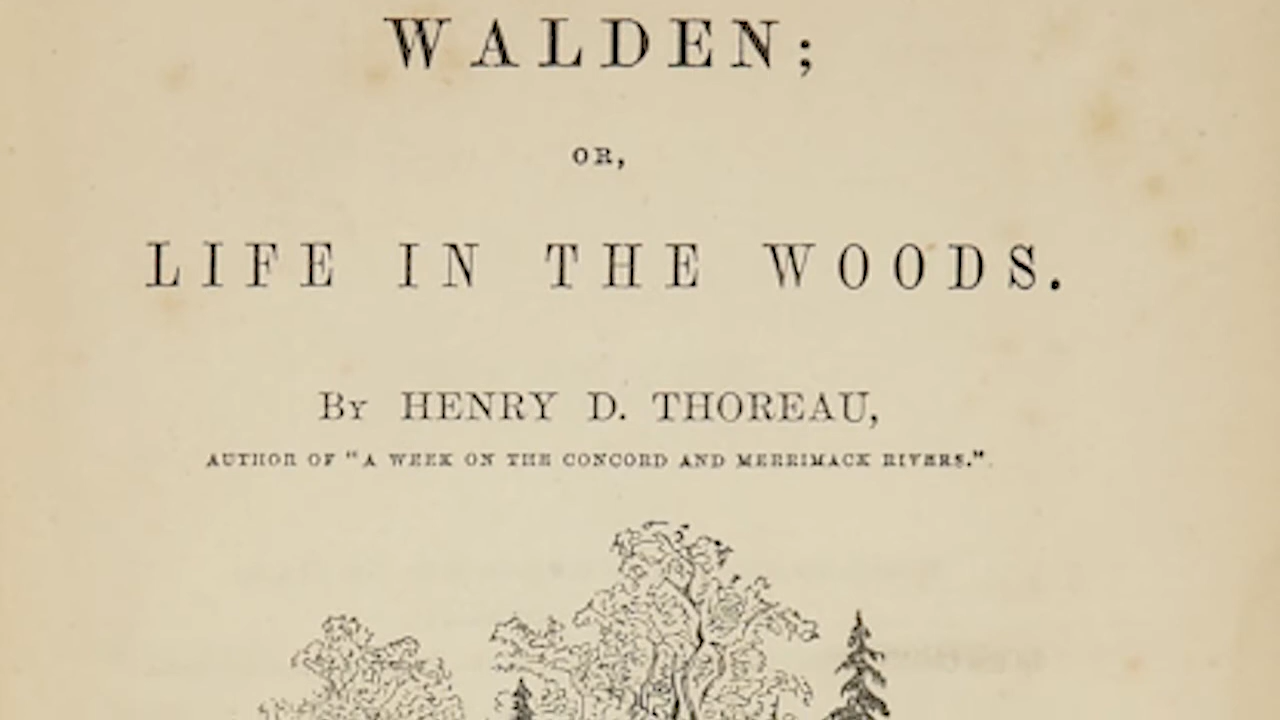 WALDEN;
OR,
LIFE IN THE WOODS.
By HENRY D. THOREAU,
AUTHOR OF "A WEEK ON THE CONCORD AND MERRIMACK RIVERS."